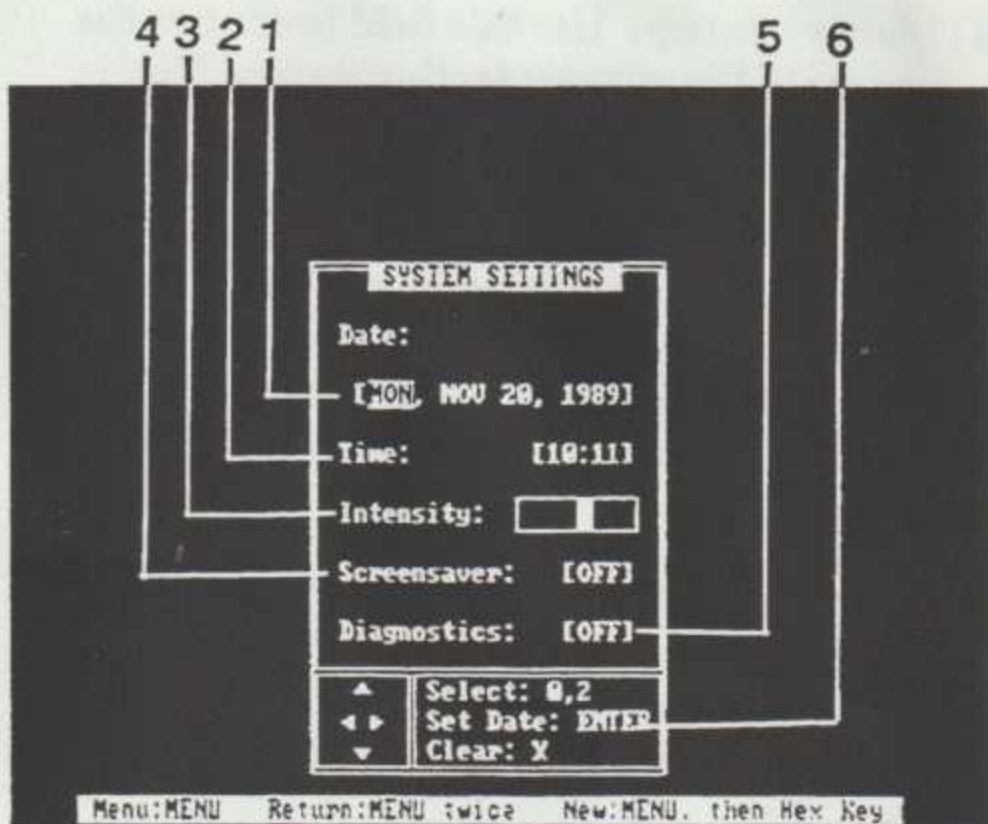 4 3 2 1 5 6
SYSTEM SETTINGS
Date:
[MON, NOV 20, 1989]
Time: [10:11]
Intensity:
Screensaver: [OFF]
Diagnostics: [OFF]
Select: 0,2
Set Date: ENTER
Clear: X
Menu:MENU Return:MENU twice New:MENU, then Hex Key